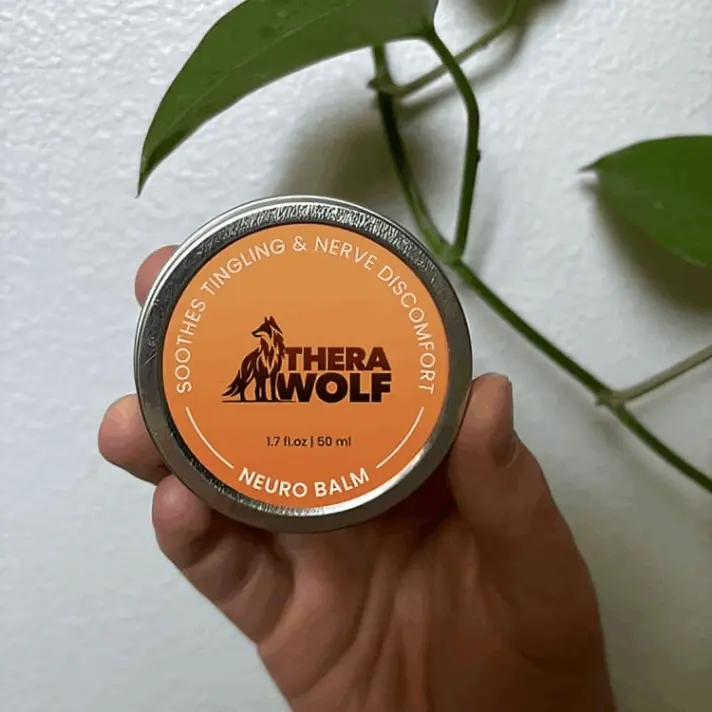 SOOTHES TINGLING & NERVE DISCOMFORT
THERA
WOLF
1.7 fl.oz | 50 ml
NEURO BALM